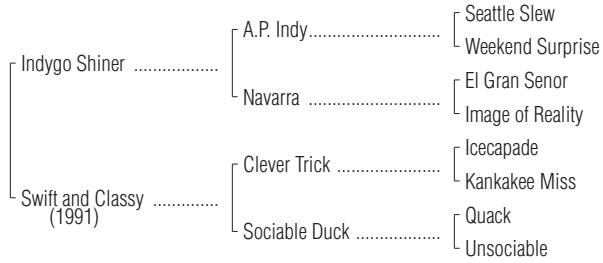 Seattle Slew
A.P. Indy............................
Weekend Surprise
Indygo Shiner ..................
El Gran Senor
Navarra ............................
Image of Reality
Icecapade
Clever Trick ......................
Kankakee Miss
Swift and Classy ..............
(1991)
Quack
Sociable Duck ..................
Unsociable